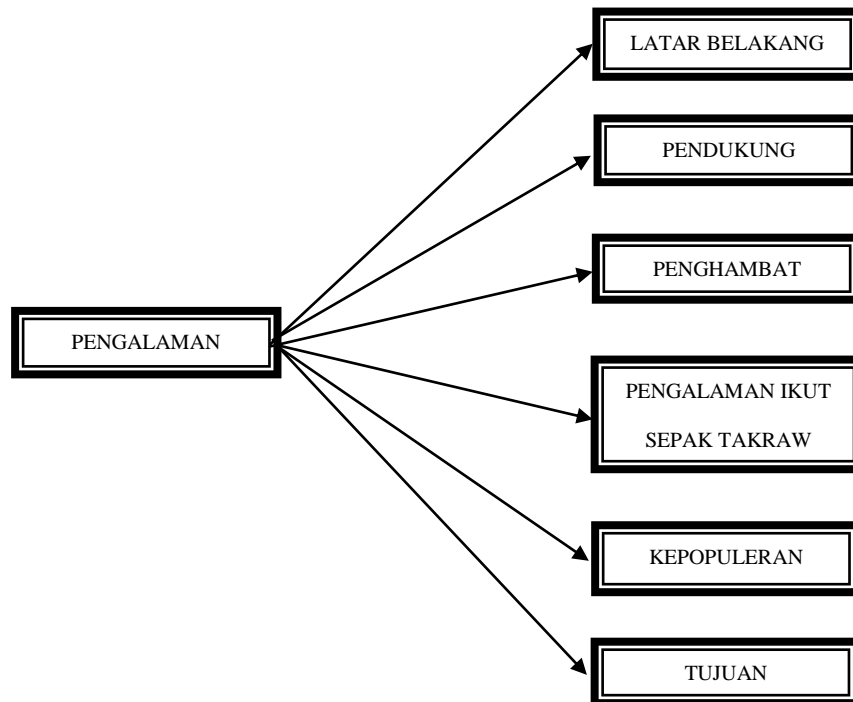 LATAR BELAKANG
PENDUKUNG
PENGHAMBAT
PENGALAMAN
PENGALAMAN IKUT
SEPAK TAKRAW
KEPOPULERAN
TUJUAN